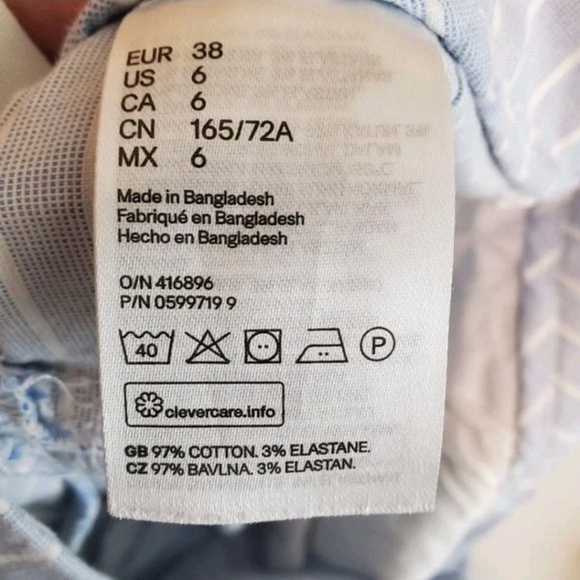 EUR 38
US 6
CA 6
CN 165/72A
MX 6
Made in Bangladesh
Fabriqué en Bangladesh
Hecho en Bangladesh
O/N 416896
P/N 0599719 9
40 P
clevercare.info
GB 97% COTTON. 3% ELASTANE.
CZ 97% BAVLNA. 3% ELASTAN.